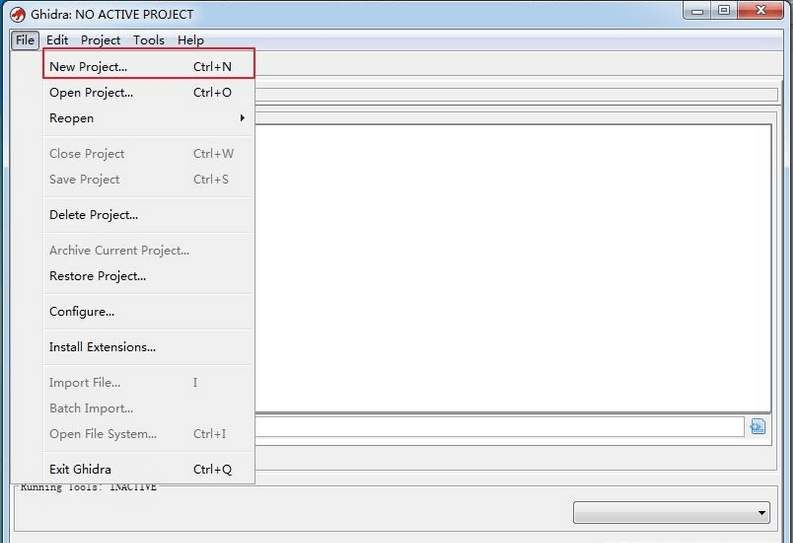 Ghidra: NO ACTIVE PROJECT
File Edit Project Tools Help
New Project... Ctrl+N
Open Project... Ctrl+O
Reopen
Close Project Ctrl+W
Save Project Ctrl+S
Delete Project...
Archive Current Project...
Restore Project...
Configure...
Install Extensions...
Import File... I
Batch Import...
Open File System... Ctrl+I
Exit Ghidra Ctrl+Q
Running Tools: INACTIVE